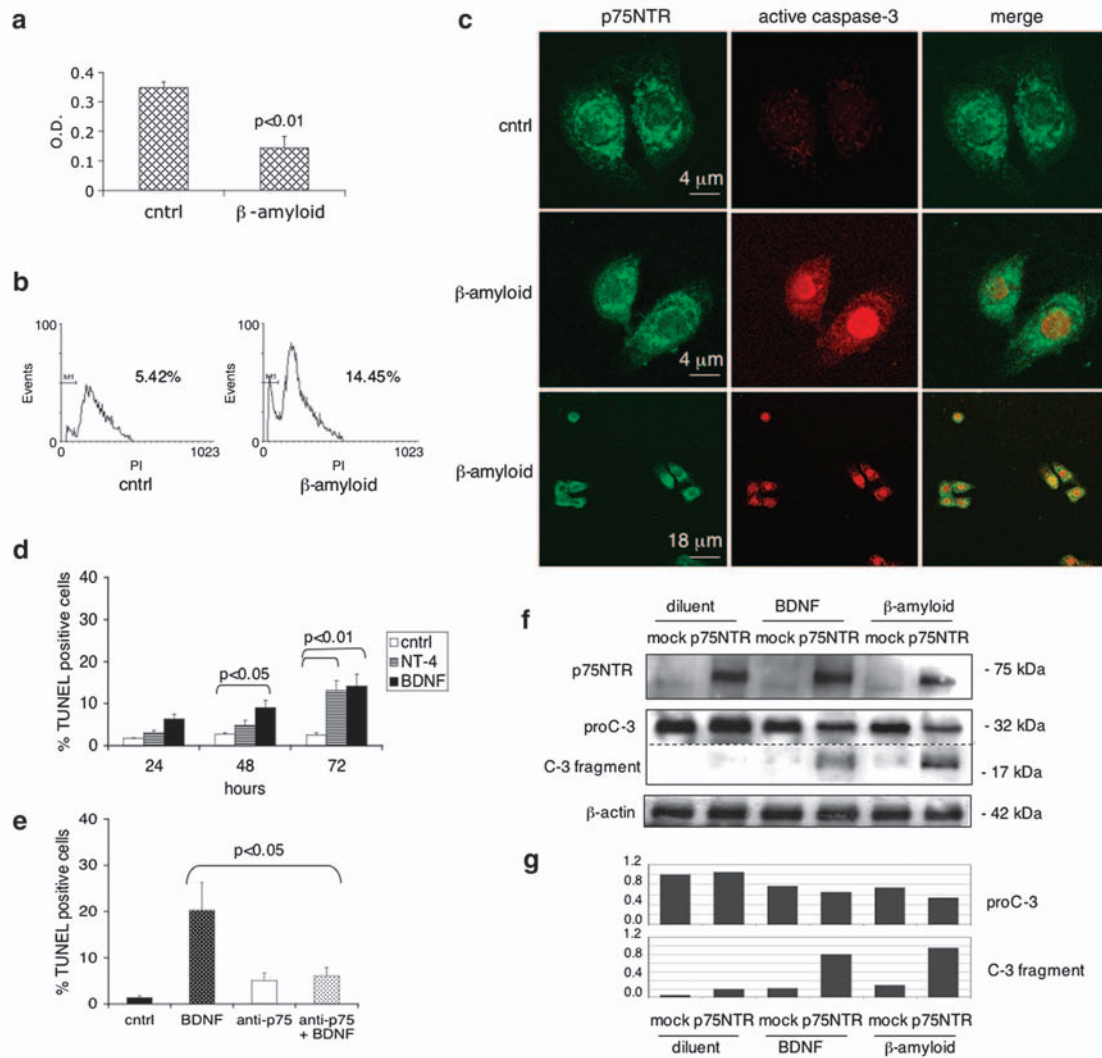 a
0.4
0.3
0.2
0.1
0
O.D.
p<0.01
cntrl
β-amyloid
b
100
Events
0
M1
5.42%
0
PI
1023
cntrl
100
Events
0
M1
14.45%
0
PI
1023
β-amyloid
c
p75NTR
active caspase-3
merge
cntrl
4 μm
β-amyloid
4 μm
β-amyloid
18 μm
d
% TUNEL positive cells
40
30
20
10
0
p<0.05
p<0.01
cntrl
NT-4
BDNF
24
48
72
hours
e
% TUNEL positive cells
40
30
20
10
0
p<0.05
cntrl
BDNF
anti-p75
anti-p75
+ BDNF
f
diluent BDNF β-amyloid
mock p75NTR mock p75NTR mock p75NTR
p75NTR
- 75 kDa
proC-3
- 32 kDa
C-3 fragment
- 17 kDa
β-actin
- 42 kDa
g
1.2
0.8
0.4
0.0
proC-3
1.2
0.8
0.4
0.0
C-3 fragment
mock p75NTR mock p75NTR mock p75NTR
diluent BDNF β-amyloid